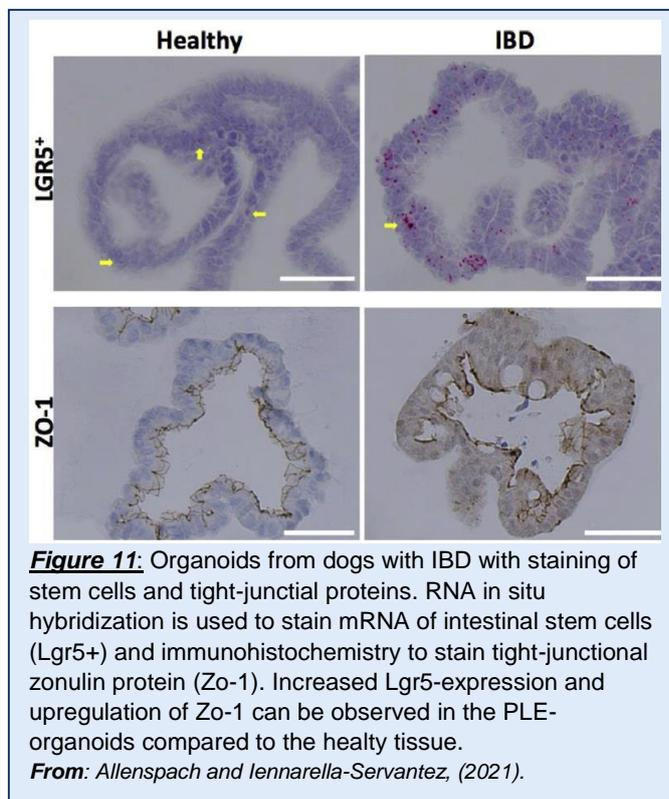 Healthy IBD
LGR5⁺
ZO-1
Figure 11: Organoids from dogs with IBD with staining of
stem cells and tight-junctial proteins. RNA in situ
hybridization is used to stain mRNA of intestinal stem cells
(Lgr5+) and immunohistochemistry to stain tight-junctional
zonulin protein (Zo-1). Increased Lgr5-expression and
upregulation of Zo-1 can be observed in the PLE-
organoids compared to the healty tissue.
From: Allenspach and Iennarella-Servantez, (2021).